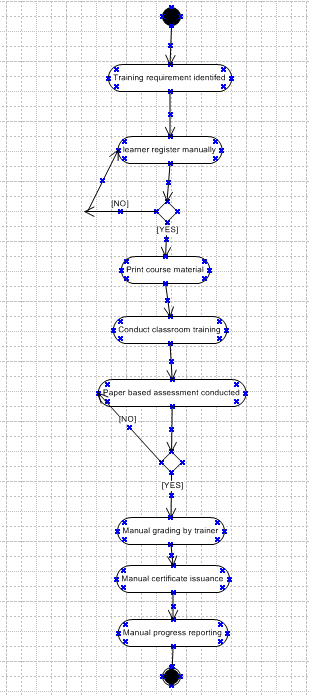 Training requirement identifed
learner register manually
[NO]
[YES]
Print course material
Conduct classroom training
Paper based assessment conducted
[NO]
[YES]
Manual grading by trainer
Manual certificate issuance
Manual progress reporting